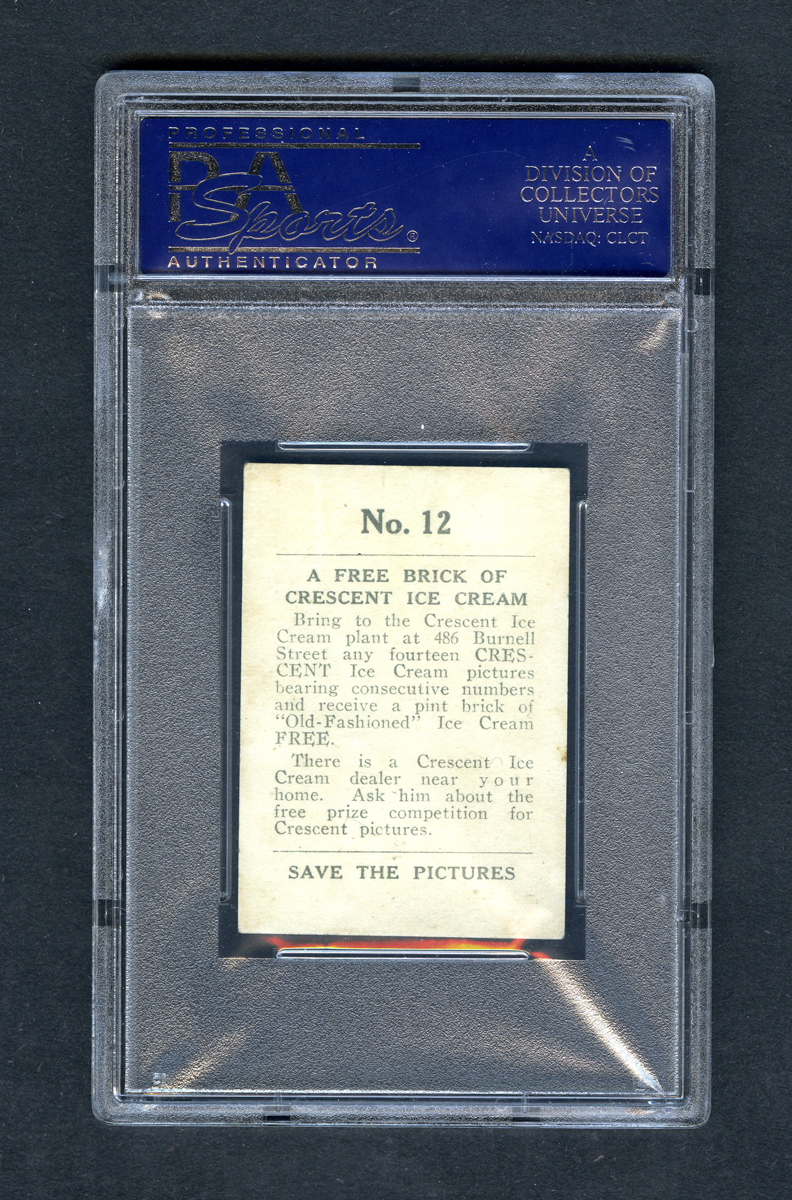 PROFESSIONAL
PSA
Sports®
AUTHENTICATOR
A
DIVISION OF
COLLECTORS
UNIVERSE
NASDAQ: CLCT
No. 12
A FREE BRICK OF
CRESCENT ICE CREAM
Bring to the Crescent Ice
Cream plant at 486 Burnell
Street any fourteen CRES-
CENT Ice Cream pictures
bearing consecutive numbers
and receive a pint brick of
"Old-Fashioned" Ice Cream
FREE.
There is a Crescent Ice
Cream dealer near your
home. Ask him about the
free prize competition for
Crescent pictures.
SAVE THE PICTURES